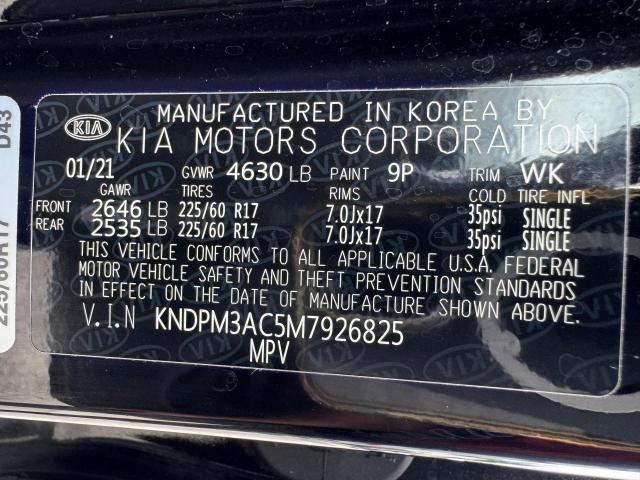 KIA MANUFACTURED IN KOREA BY
KIA MOTORS CORPORATION
01/21 GVWR 4630 LB PAINT 9P TRIM WK
GAWR TIRES RIMS COLD TIRE INFL
FRONT 2646 LB 225/60 R17 7.0Jx17 35psi SINGLE
REAR 2535 LB 225/60 R17 7.0Jx17 35psi SINGLE
THIS VEHICLE CONFORMS TO ALL APPLICABLE U.S.A. FEDERAL
MOTOR VEHICLE SAFETY AND THEFT PREVENTION STANDARDS
IN EFFECT ON THE DATE OF MANUFACTURE SHOWN ABOVE.
V.I.N KNDPM3AC5M7926825
MPV
D43
225/60R17